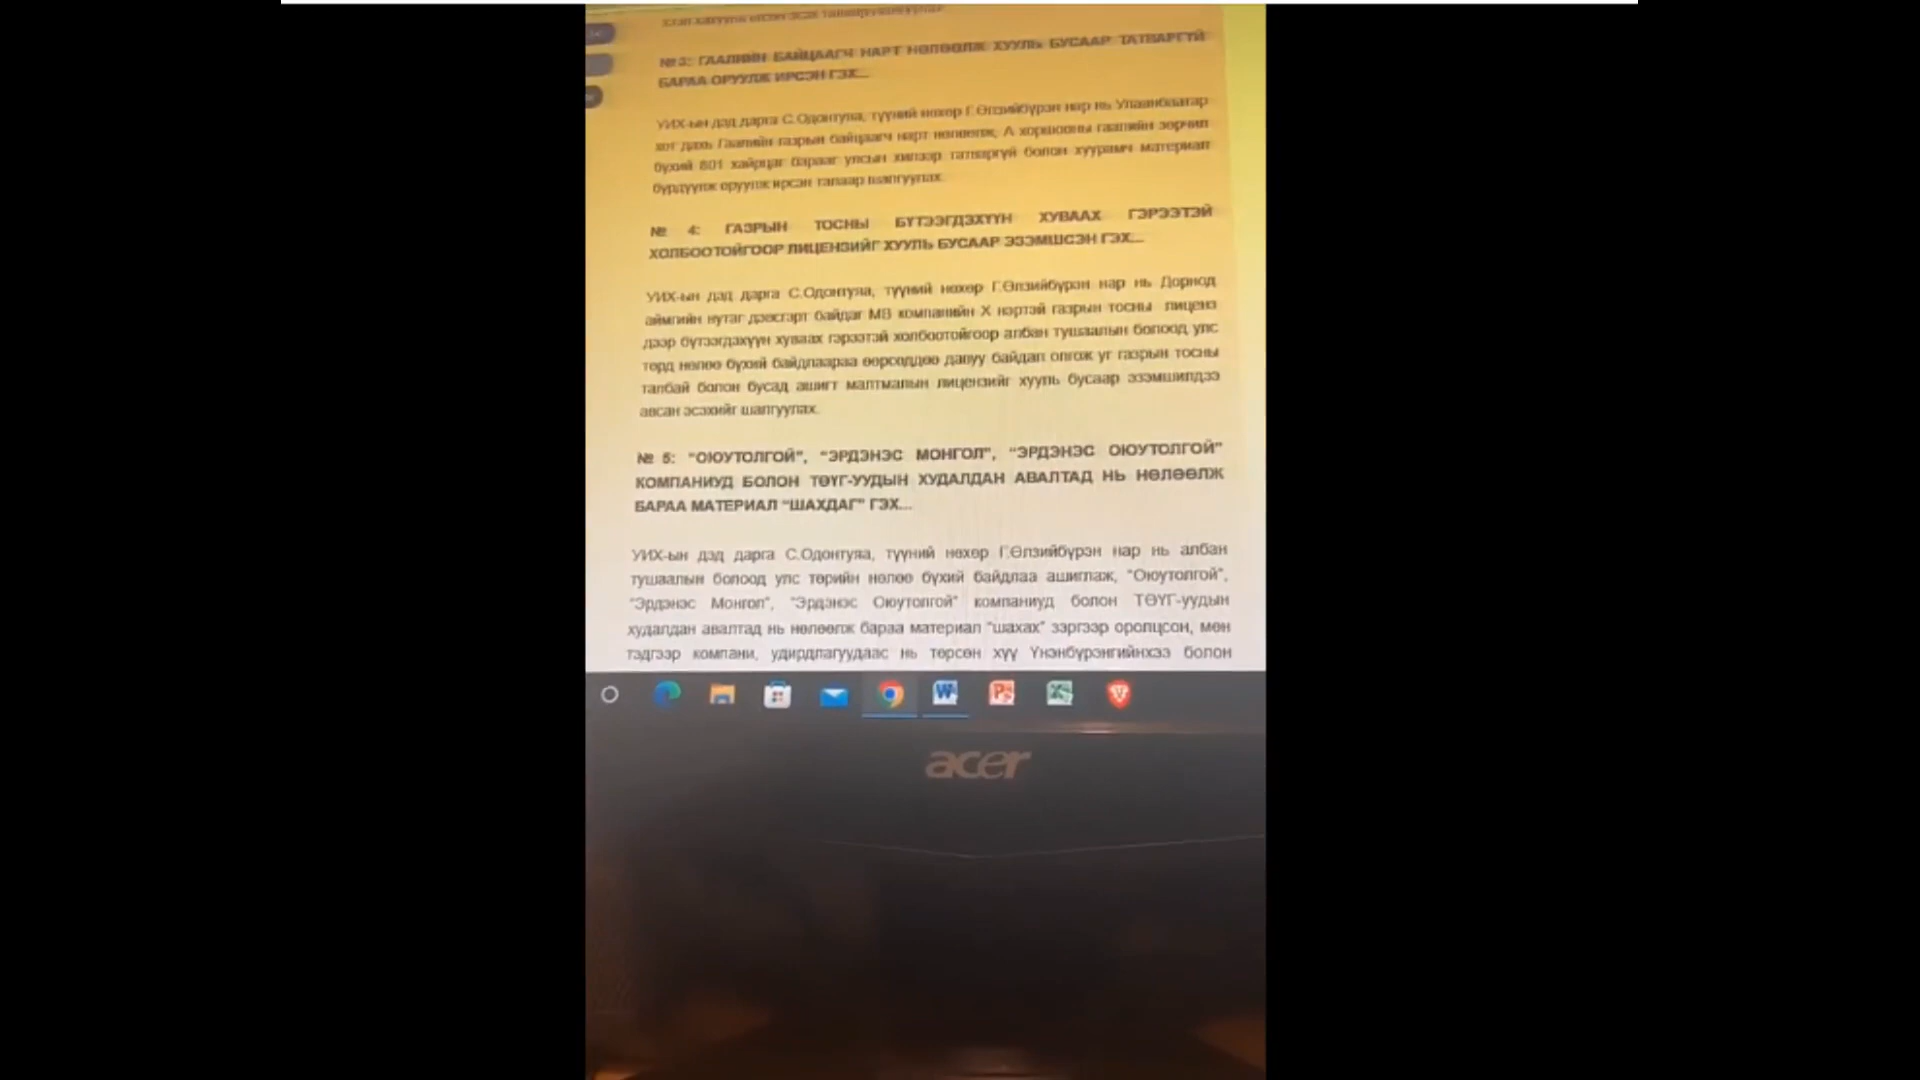 № 3: ГААЛИЙН БАЙЦААГЧ НАРТ НӨЛӨӨЛЖ ХУУЛЬ БУСААР ТАТВАРГҮЙ
БАРАА ОРУУЛЖ ИРСЭН ГЭХ...
УИХ-ын дэд дарга С.Одонтуяа, түүний нөхөр Г.Өлзийбүрэн нар нь Улаанбаатар
хот дахь Гаалийн газрын байцаагч нарт нөлөөлж, А хоршооны гаалийн зөрчил
бүхий 801 хайрцаг барааг улсын хилээр татваргүй болон хуурамч материал
бүрдүүлж оруулж ирсэн талаар шалгуулах.
№ 4: ГАЗРЫН ТОСНЫ БҮТЭЭГДЭХҮҮН ХУВААХ ГЭРЭЭТЭЙ
ХОЛБООТОЙГООР ЛИЦЕНЗИЙГ ХУУЛЬ БУСААР ЭЗЭМШСЭН ГЭХ...
УИХ-ын дэд дарга С.Одонтуяа, түүний нөхөр Г.Өлзийбүрэн нар нь Дорнод
аймгийн нутаг дэвсгэрт байдаг МВ компанийн Х нэртэй газрын тосны лиценз
дээр бүтээгдэхүүн хуваах гэрээтэй холбоотойгоор албан тушаалын болоод улс
төрд нөлөө бүхий байдлаараа өөрсөддөө давуу байдал олгож уг газрын тосны
талбай болон бусад ашигт малтмалын лицензийг хууль бусаар эзэмшилдээ
авсан эсэхийг шалгуулах.
№ 5: "ОЮУТОЛГОЙ", "ЭРДЭНЭС МОНГОЛ", "ЭРДЭНЭС ОЮУТОЛГОЙ"
КОМПАНИУД БОЛОН ТӨҮГ-УУДЫН ХУДАЛДАН АВАЛТАД НЬ НӨЛӨӨЛЖ
БАРАА МАТЕРИАЛ "ШАХДАГ" ГЭХ...
УИХ-ын дэд дарга С.Одонтуяа, түүний нөхөр Г.Өлзийбүрэн нар нь албан
тушаалын болоод улс төрийн нөлөө бүхий байдлаа ашиглаж, "Оюутолгой",
"Эрдэнэс Монгол", "Эрдэнэс Оюутолгой" компаниуд болон ТӨҮГ-уудын
худалдан авалтад нь нөлөөлж бараа материал "шахах" зэргээр оролцсон, мөн
тэдгээр компани, удирдлагуудаас нь төрсөн хүү Үнэнбүрэнгийнхээ болон
acer